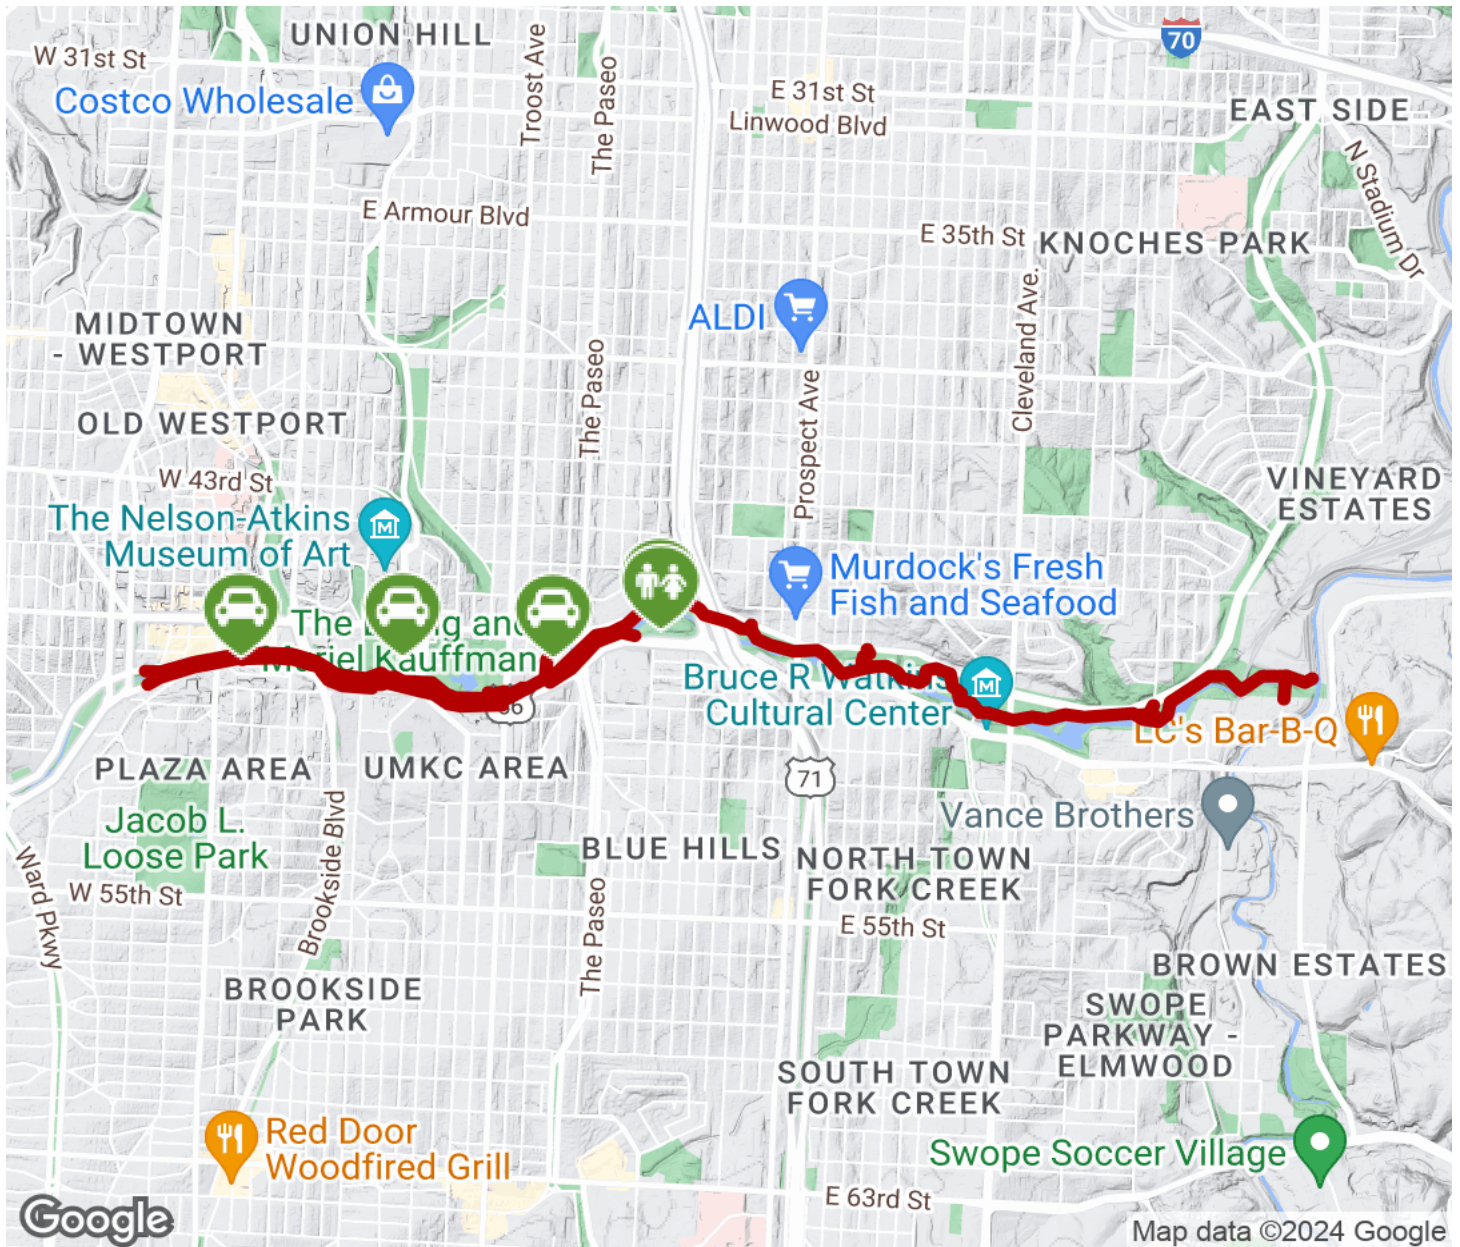 UNION HILL
W 31st St
Costco Wholesale
Troost Ave
The Paseo
70
E 31st St
Linwood Blvd
EAST SIDE
N Stadium Dr
E Armour Blvd
E 35th St
KNOCHES PARK
Cleveland Ave.
MIDTOWN
- WESTPORT
ALDI
The Paseo
Prospect Ave
OLD WESTPORT
W 43rd St
VINEYARD
ESTATES
The Nelson-Atkins
Museum of Art
Murdock's Fresh
Fish and Seafood
The
and
Kauffman
Bruce R Watkins
Cultural Center
LC's Bar-B-Q
PLAZA AREA
UMKC AREA
71
Jacob L.
Loose Park
Brookside Blvd
Vance Brothers
BLUE HILLS
NORTH TOWN
FORK CREEK
Ward Pkwy
W 55th St
The Paseo
E 55th St
BROOKSIDE
PARK
BROWN ESTATES
SWOPE
PARKWAY -
ELMWOOD
SOUTH TOWN
FORK CREEK
Red Door
Woodfired Grill
Swope Soccer Village
E 63rd St
Google
Map data ©2024 Google